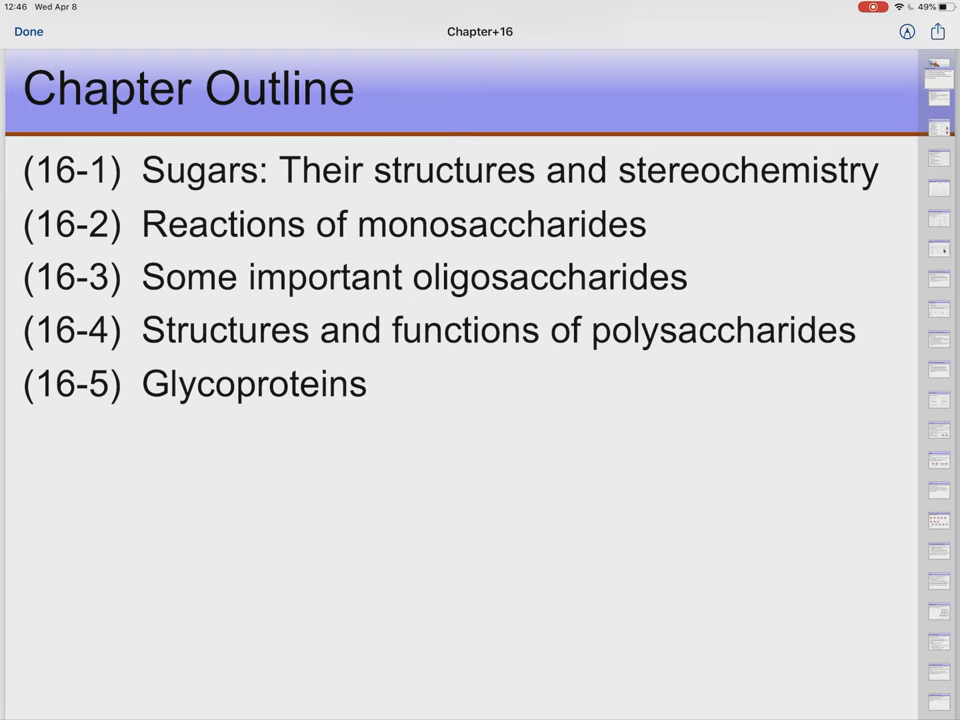 12:46 Wed Apr 8
49%
Done
Chapter+16
Chapter Outline
(16-1) Sugars: Their structures and stereochemistry
(16-2) Reactions of monosaccharides
(16-3) Some important oligosaccharides
(16-4) Structures and functions of polysaccharides
(16-5) Glycoproteins